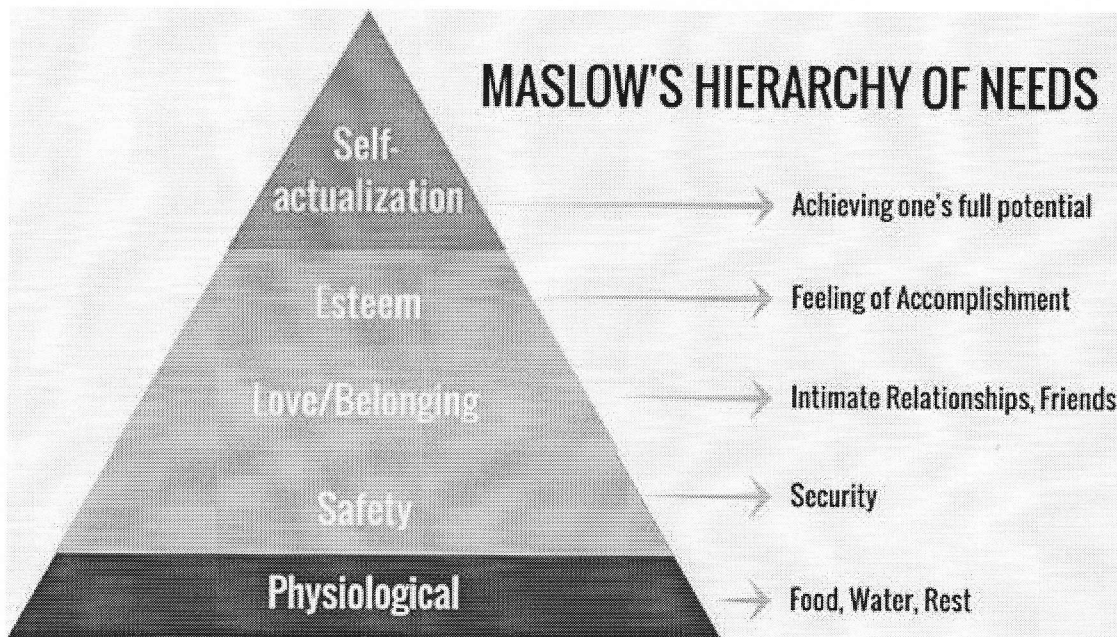 MASLOW'S HIERARCHY OF NEEDS
Self-
actualization
Achieving one's full potential
Esteem
Feeling of Accomplishment
Love/Belonging
Intimate Relationships, Friends
Safety
Security
Physiological
Food, Water, Rest